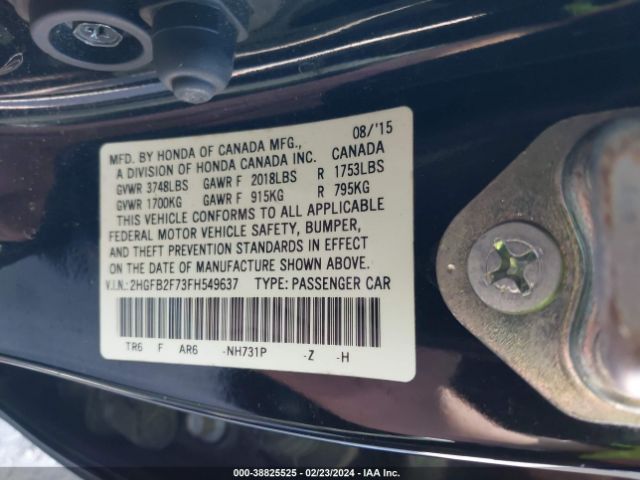 08/'15
MFD. BY HONDA OF CANADA MFG.,
A DIVISION OF HONDA CANADA INC. CANADA
GVWR 3748LBS GAWR F 2018LBS R 1753LBS
GVWR 1700KG GAWR F 915KG R 795KG
THIS VEHICLE CONFORMS TO ALL APPLICABLE
FEDERAL MOTOR VEHICLE SAFETY, BUMPER,
AND THEFT PREVENTION STANDARDS IN EFFECT
ON THE DATE OF MANUFACTURE SHOWN ABOVE.
V.I.N.:2HGFB2F73FH549637 TYPE: PASSENGER CAR
TR6 F AR6 -NH731P -Z -H
000-38825525 - 02/23/2024 - IAA Inc.